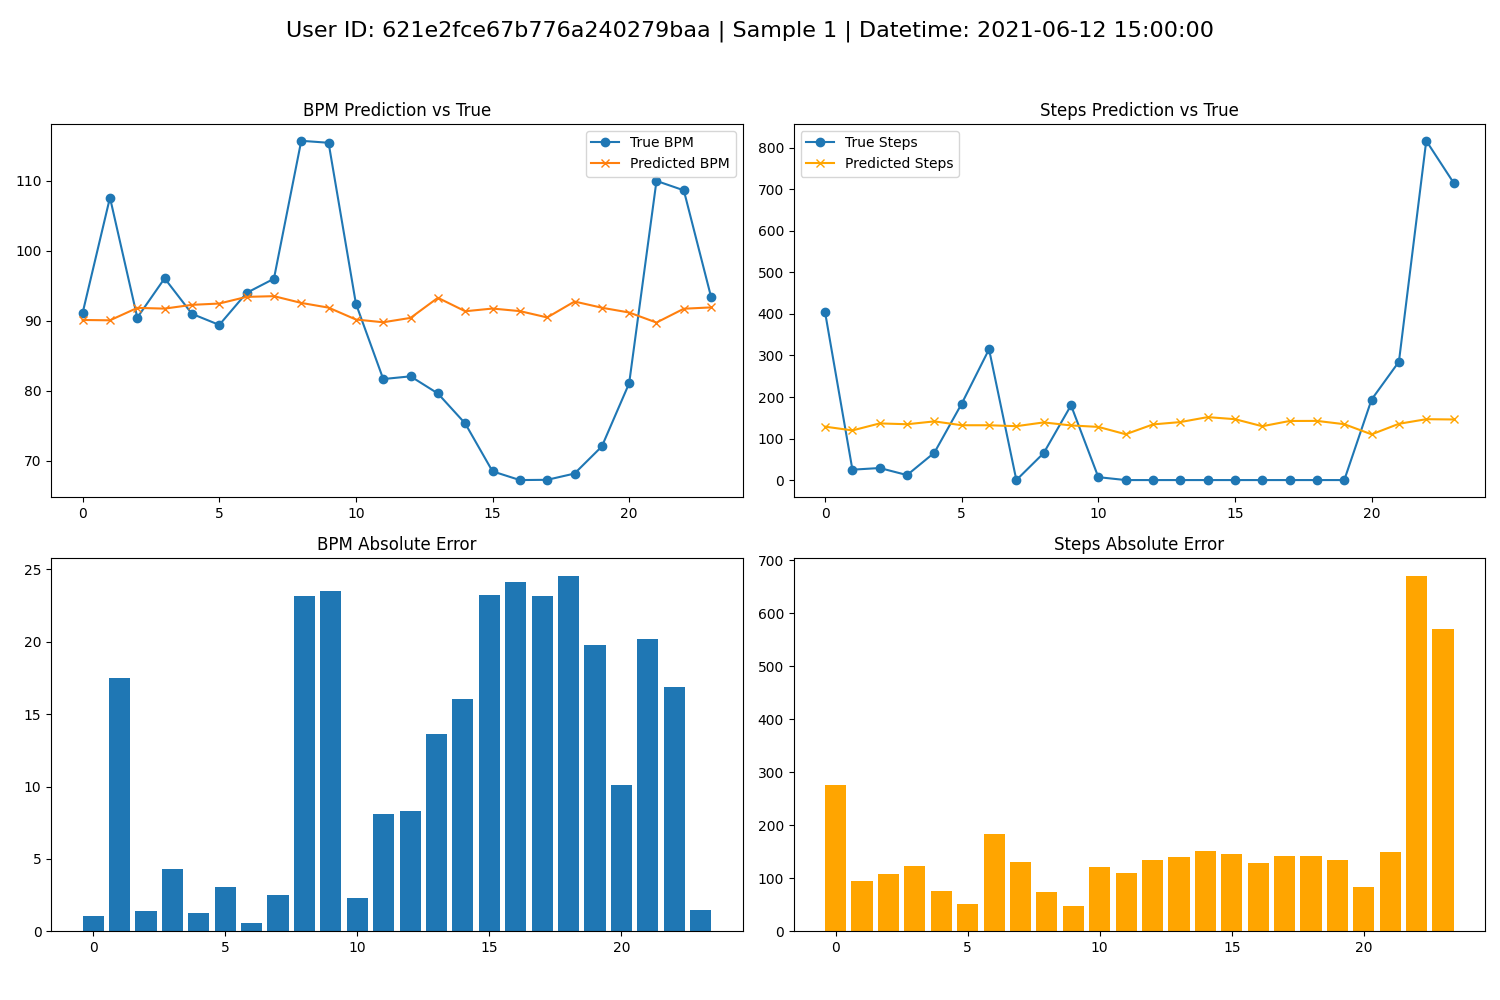 User ID: 621e2fce67b776a240279baa | Sample 1 | Datetime: 2021-06-12 15:00:00
BPM Prediction vs True
True BPM
Predicted BPM
110
100
90
80
70
0 5 10 15 20
Steps Prediction vs True
True Steps
Predicted Steps
800
700
600
500
400
300
200
100
0
0 5 10 15 20
BPM Absolute Error
25
20
15
10
5
0
0 5 10 15 20
Steps Absolute Error
700
600
500
400
300
200
100
0
0 5 10 15 20